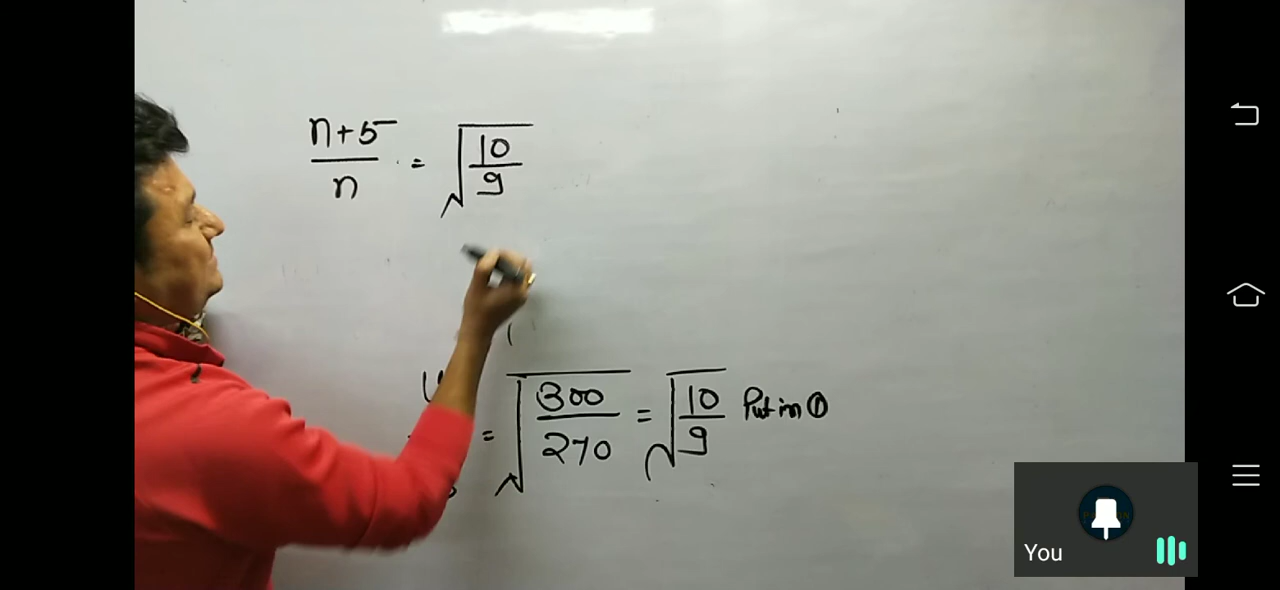 n+5/n = √10/9
= √300/270 = √10/9 Put in ①
You